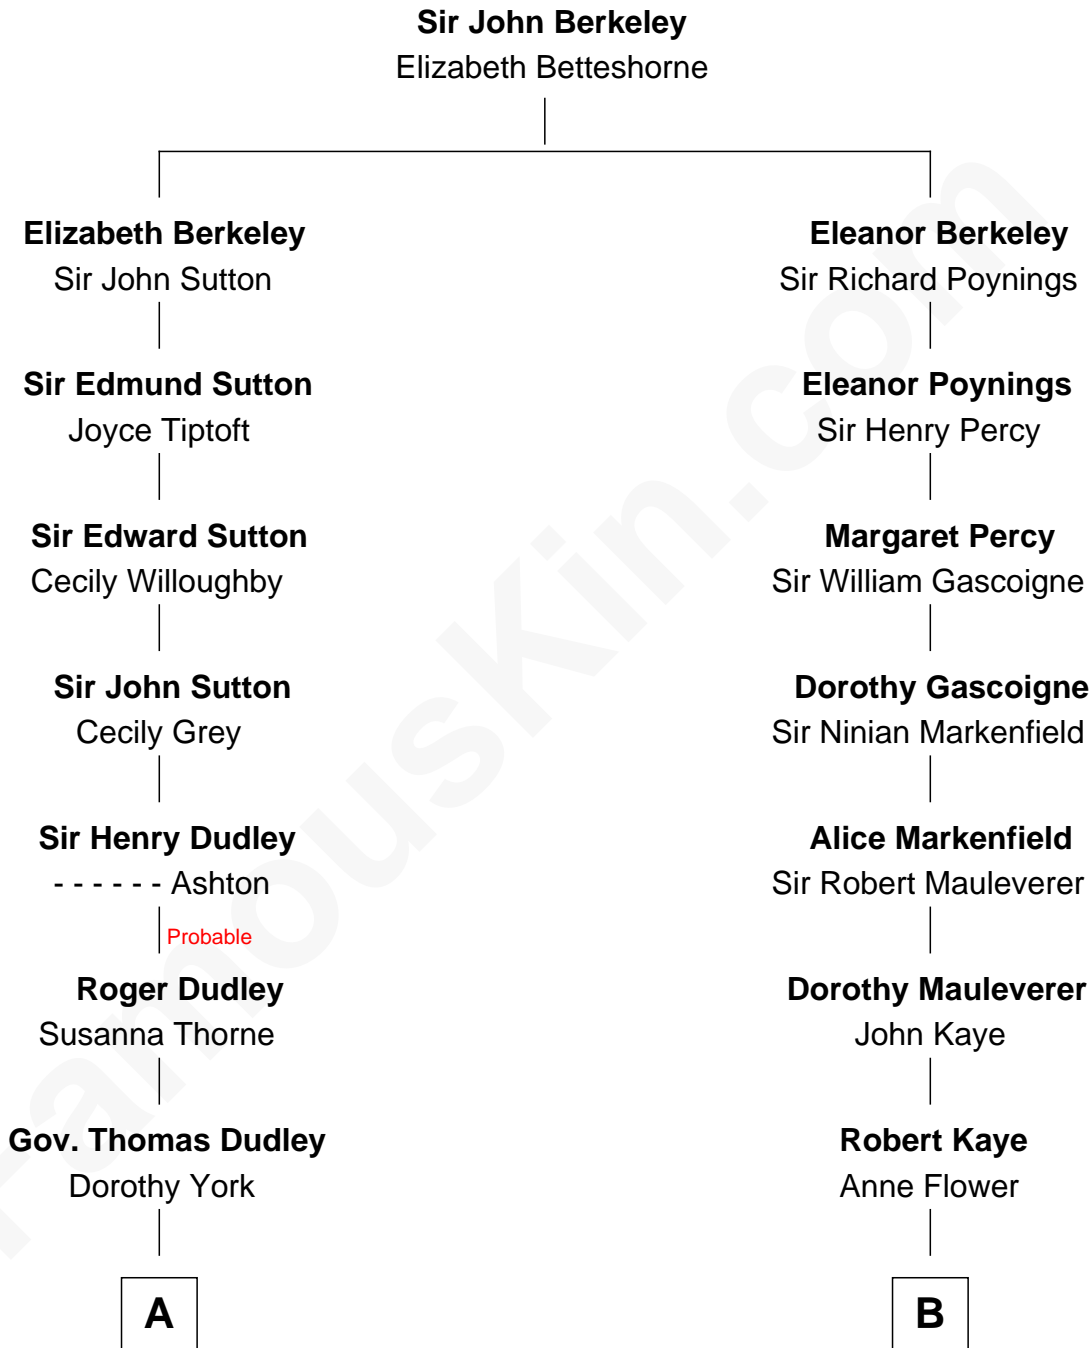 Sir John Berkeley
Elizabeth Betteshorne
Elizabeth Berkeley
Sir John Sutton
Sir Edmund Sutton
Joyce Tiptoft
Sir Edward Sutton
Cecily Willoughby
Sir John Sutton
Cecily Grey
Sir Henry Dudley
- - - - - - Ashton
Probable
Roger Dudley
Susanna Thorne
Gov. Thomas Dudley
Dorothy York
A
Eleanor Berkeley
Sir Richard Poynings
Eleanor Poynings
Sir Henry Percy
Margaret Percy
Sir William Gascoigne
Dorothy Gascoigne
Sir Ninian Markenfield
Alice Markenfield
Sir Robert Mauleverer
Dorothy Mauleverer
John Kaye
Robert Kaye
Anne Flower
B
FamousKin.com